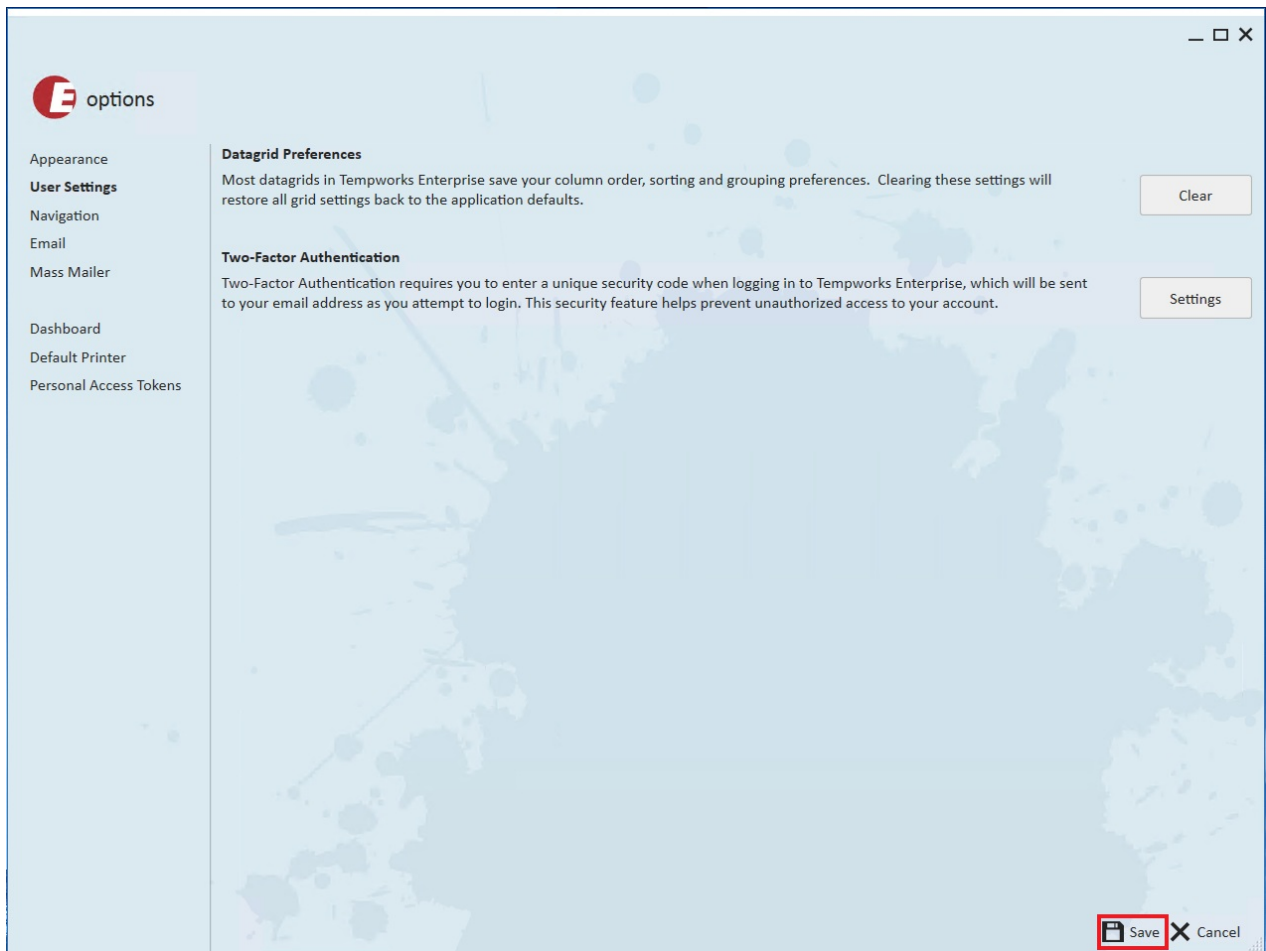 E options
Appearance
User Settings
Navigation
Email
Mass Mailer
Dashboard
Default Printer
Personal Access Tokens
Datagrid Preferences
Most datagrids in Tempworks Enterprise save your column order, sorting and grouping preferences.  Clearing these settings will
restore all grid settings back to the application defaults.
Clear
Two-Factor Authentication
Two-Factor Authentication requires you to enter a unique security code when logging in to Tempworks Enterprise, which will be sent
to your email address as you attempt to login. This security feature helps prevent unauthorized access to your account.
Settings
Save Cancel